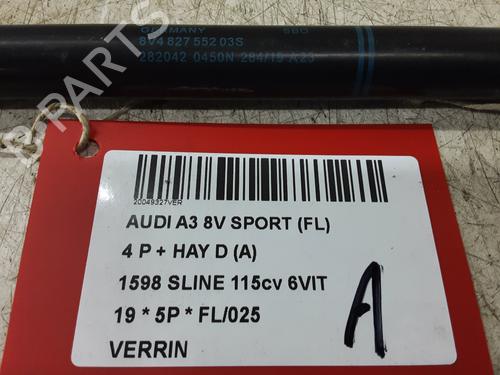 GERMANY SBO
8V4 827 552 03S
282042 0450N 284/19 A23
B-PARTS
20049327VER
AUDI A3 8V SPORT (FL)
4 P + HAY D (A)
1598 SLINE 115cv 6VIT
19 * 5P * FL/025
VERRIN
A